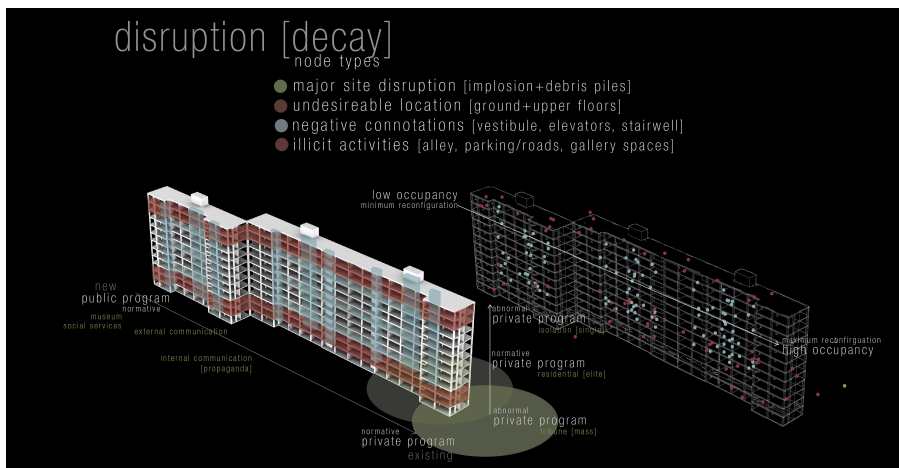 disruption [decay]
node types
major site disruption [implosion+debris piles]
undesireable location [ground+upper floors]
negative connotations [vestibule, elevators, stairwell]
illicit activities [alley, parking/roads, gallery spaces]
low occupancy
minimum reconfiguration
new
public program
normative
museum
social services
external communication
internal communication
[propaganda]
normative
private program
existing
abnormal
private program
isolation [single]
normative
private program
residential [elite]
abnormal
private program
tribune [mass]
maximum reconfirguation
high occupancy